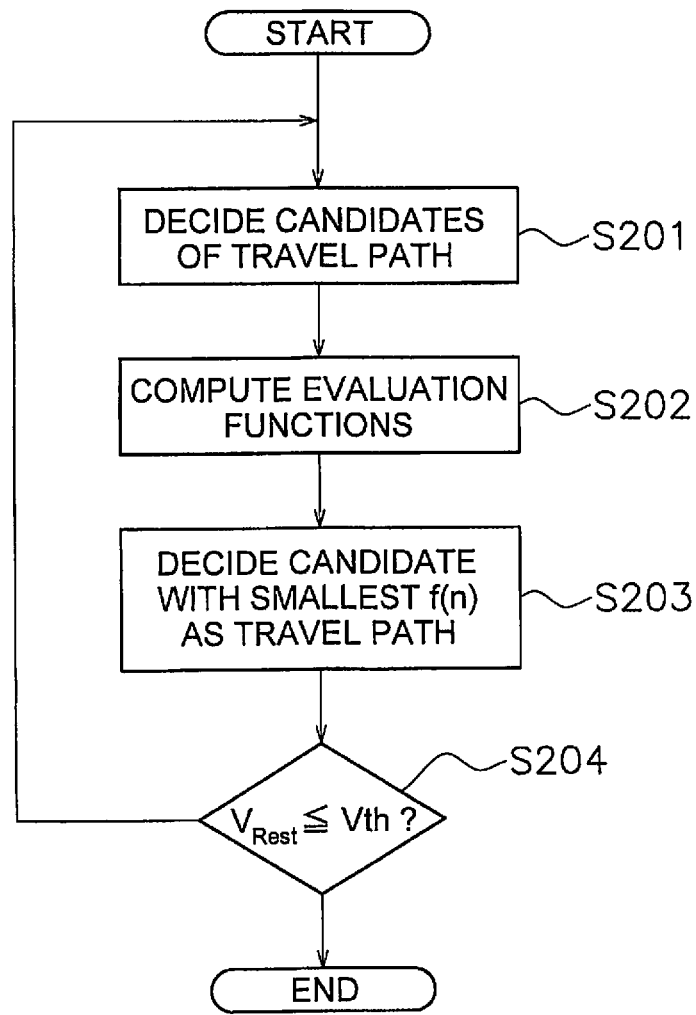 START
DECIDE CANDIDATES
OF TRAVEL PATH
S201
COMPUTE EVALUATION
FUNCTIONS
S202
DECIDE CANDIDATE
WITH SMALLEST f(n)
AS TRAVEL PATH
S203
S204
V_Rest ≦ Vth ?
END